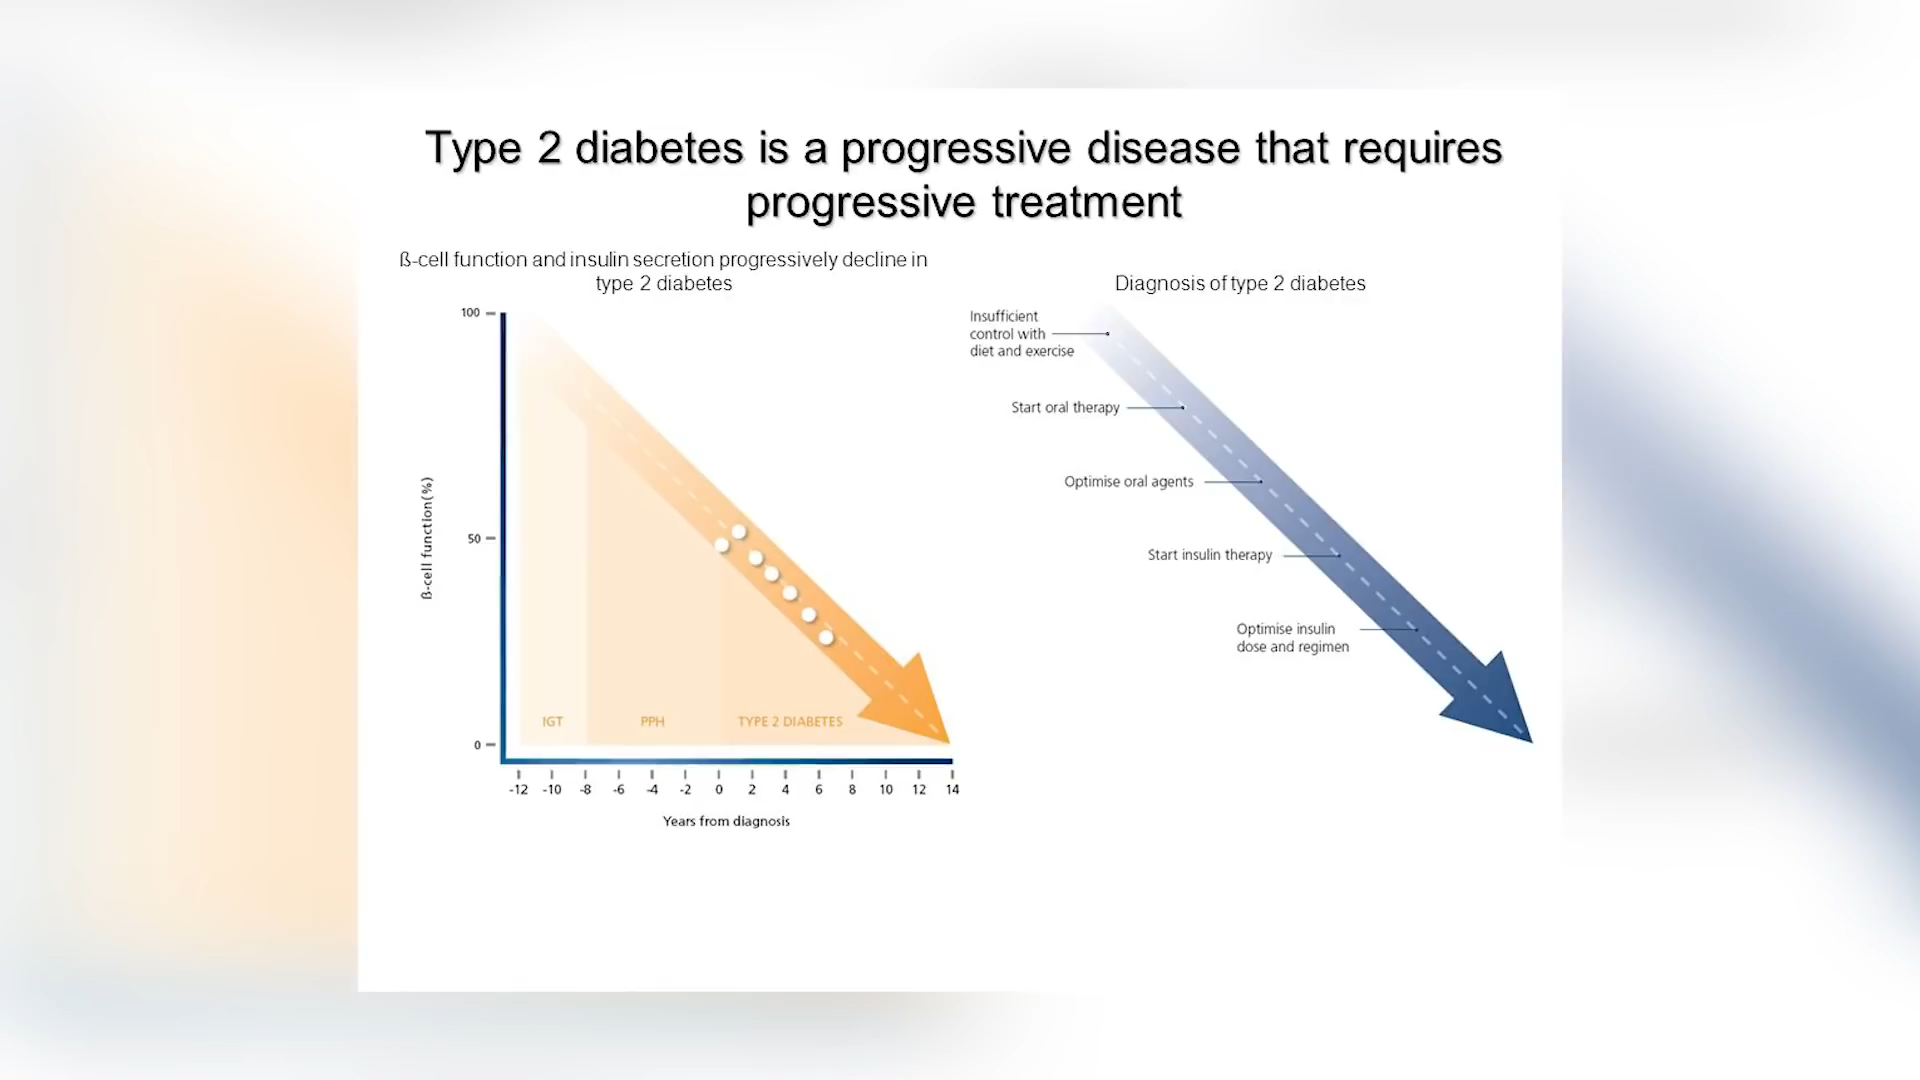 Type 2 diabetes is a progressive disease that requires
progressive treatment
ß-cell function and insulin secretion progressively decline in
type 2 diabetes
100
50
0
ß-cell function(%)
IGT
PPH
TYPE 2 DIABETES
-12 -10 -8 -6 -4 -2 0 2 4 6 8 10 12 14
Years from diagnosis
Diagnosis of type 2 diabetes
Insufficient
control with
diet and exercise
Start oral therapy
Optimise oral agents
Start insulin therapy
Optimise insulin
dose and regimen